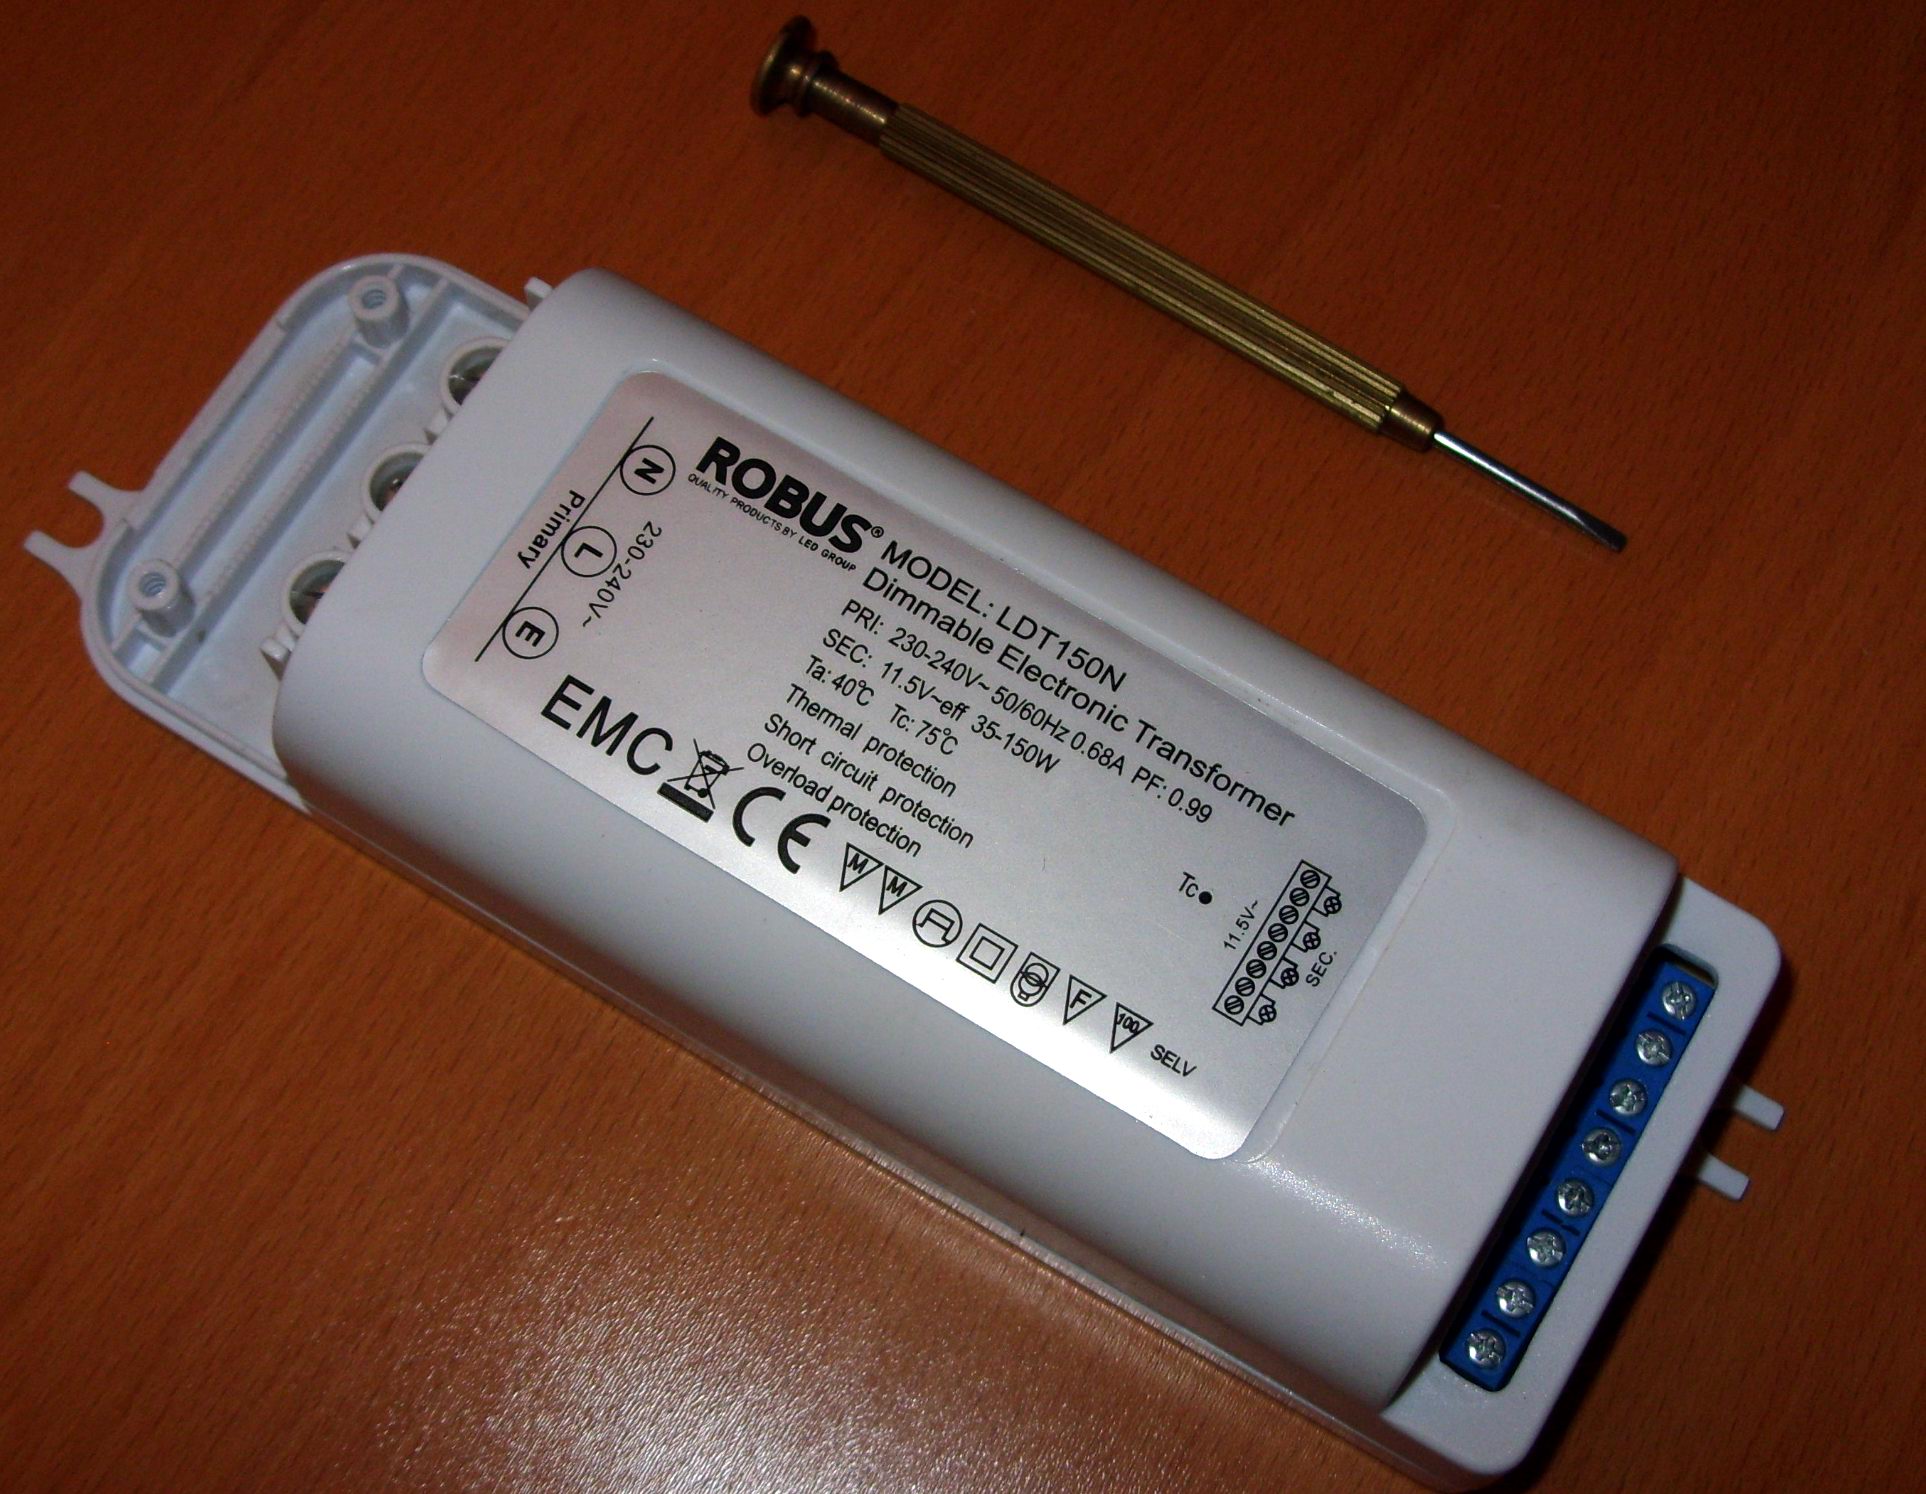 ROBUS®
QUALITY PRODUCTS BY LED GROUP
MODEL: LDT150N
Dimmable Electronic Transformer
PRI: 230-240V~ 50/60Hz 0.68A PF: 0.99
SEC: 11.5V~eff 35-150W
Ta: 40℃ Tc: 75℃
Thermal protection
Short circuit protection
Overload protection
N
L
E
Primary
230-240V~
EMC
CE
M
M
F
100
SELV
Tc
11.5V~
SEC.